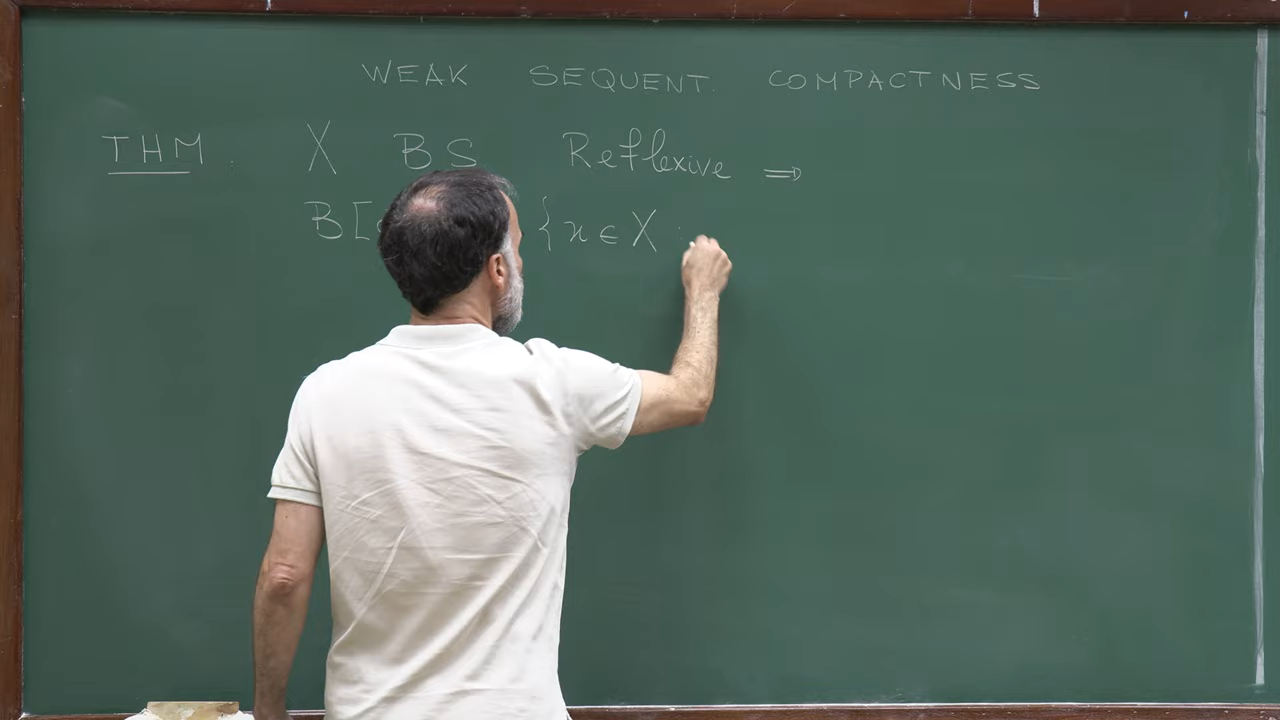 WEAK SEQUENT. COMPACTNESS
THM. X BS Reflexive ⇒
B[ {x ∈ X :